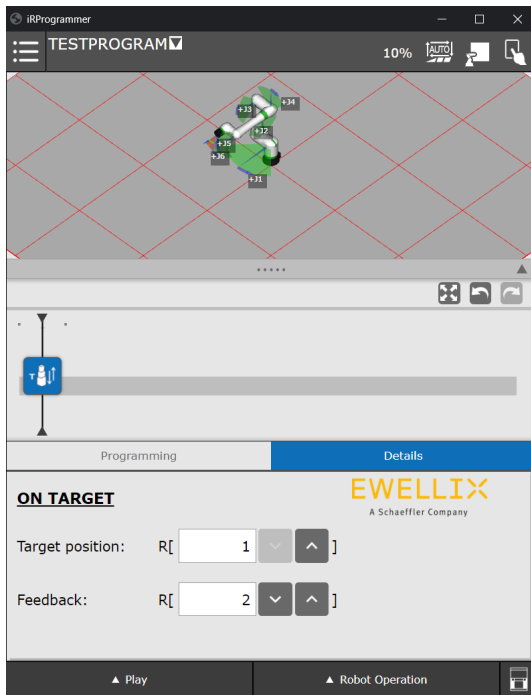 iRProgrammer
TESTPROGRAM
10%
AUTO
+J3
+J4
+J2
+J5
+J6
+J1
T
Programming
Details
ON TARGET
EWELLIX
A Schaeffler Company
Target position: R[ 1 ]
Feedback: R[ 2 ]
▲ Play
▲ Robot Operation